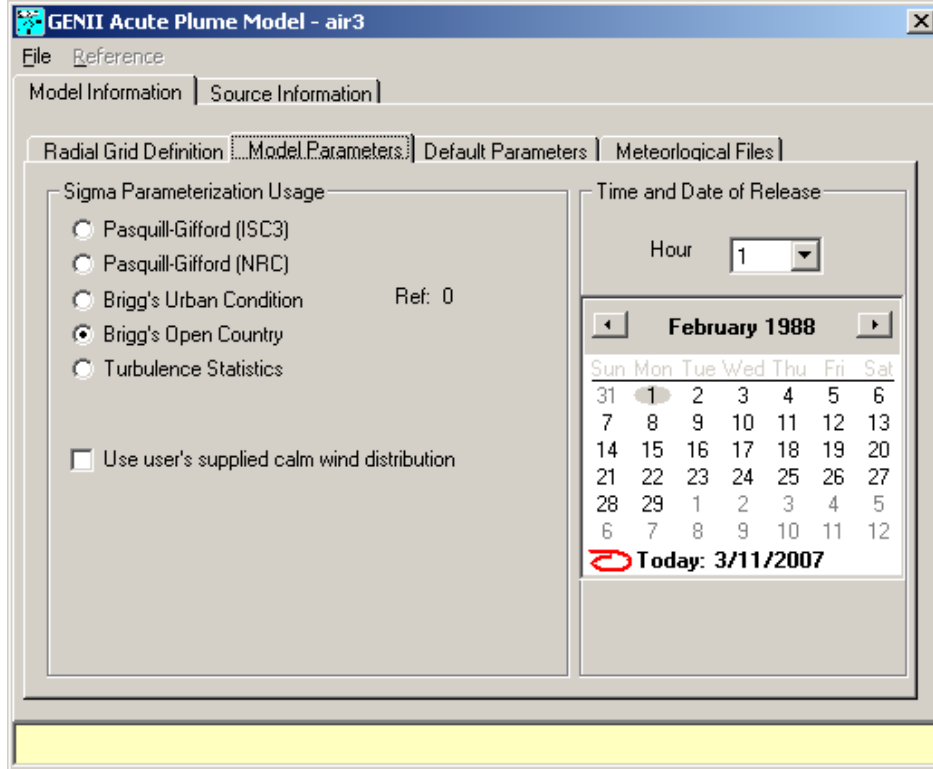 GENII Acute Plume Model - air3
File Reference
Model Information Source Information
Radial Grid Definition Model Parameters Default Parameters Meteorlogical Files
Sigma Parameterization Usage
Pasquill-Gifford (ISC3)
Pasquill-Gifford (NRC)
Brigg's Urban Condition Ref: 0
Brigg's Open Country
Turbulence Statistics
Use user's supplied calm wind distribution
Time and Date of Release
Hour 1
February 1988
Sun Mon Tue Wed Thu Fri Sat
31 1 2 3 4 5 6
7 8 9 10 11 12 13
14 15 16 17 18 19 20
21 22 23 24 25 26 27
28 29 1 2 3 4 5
6 7 8 9 10 11 12
Today: 3/11/2007